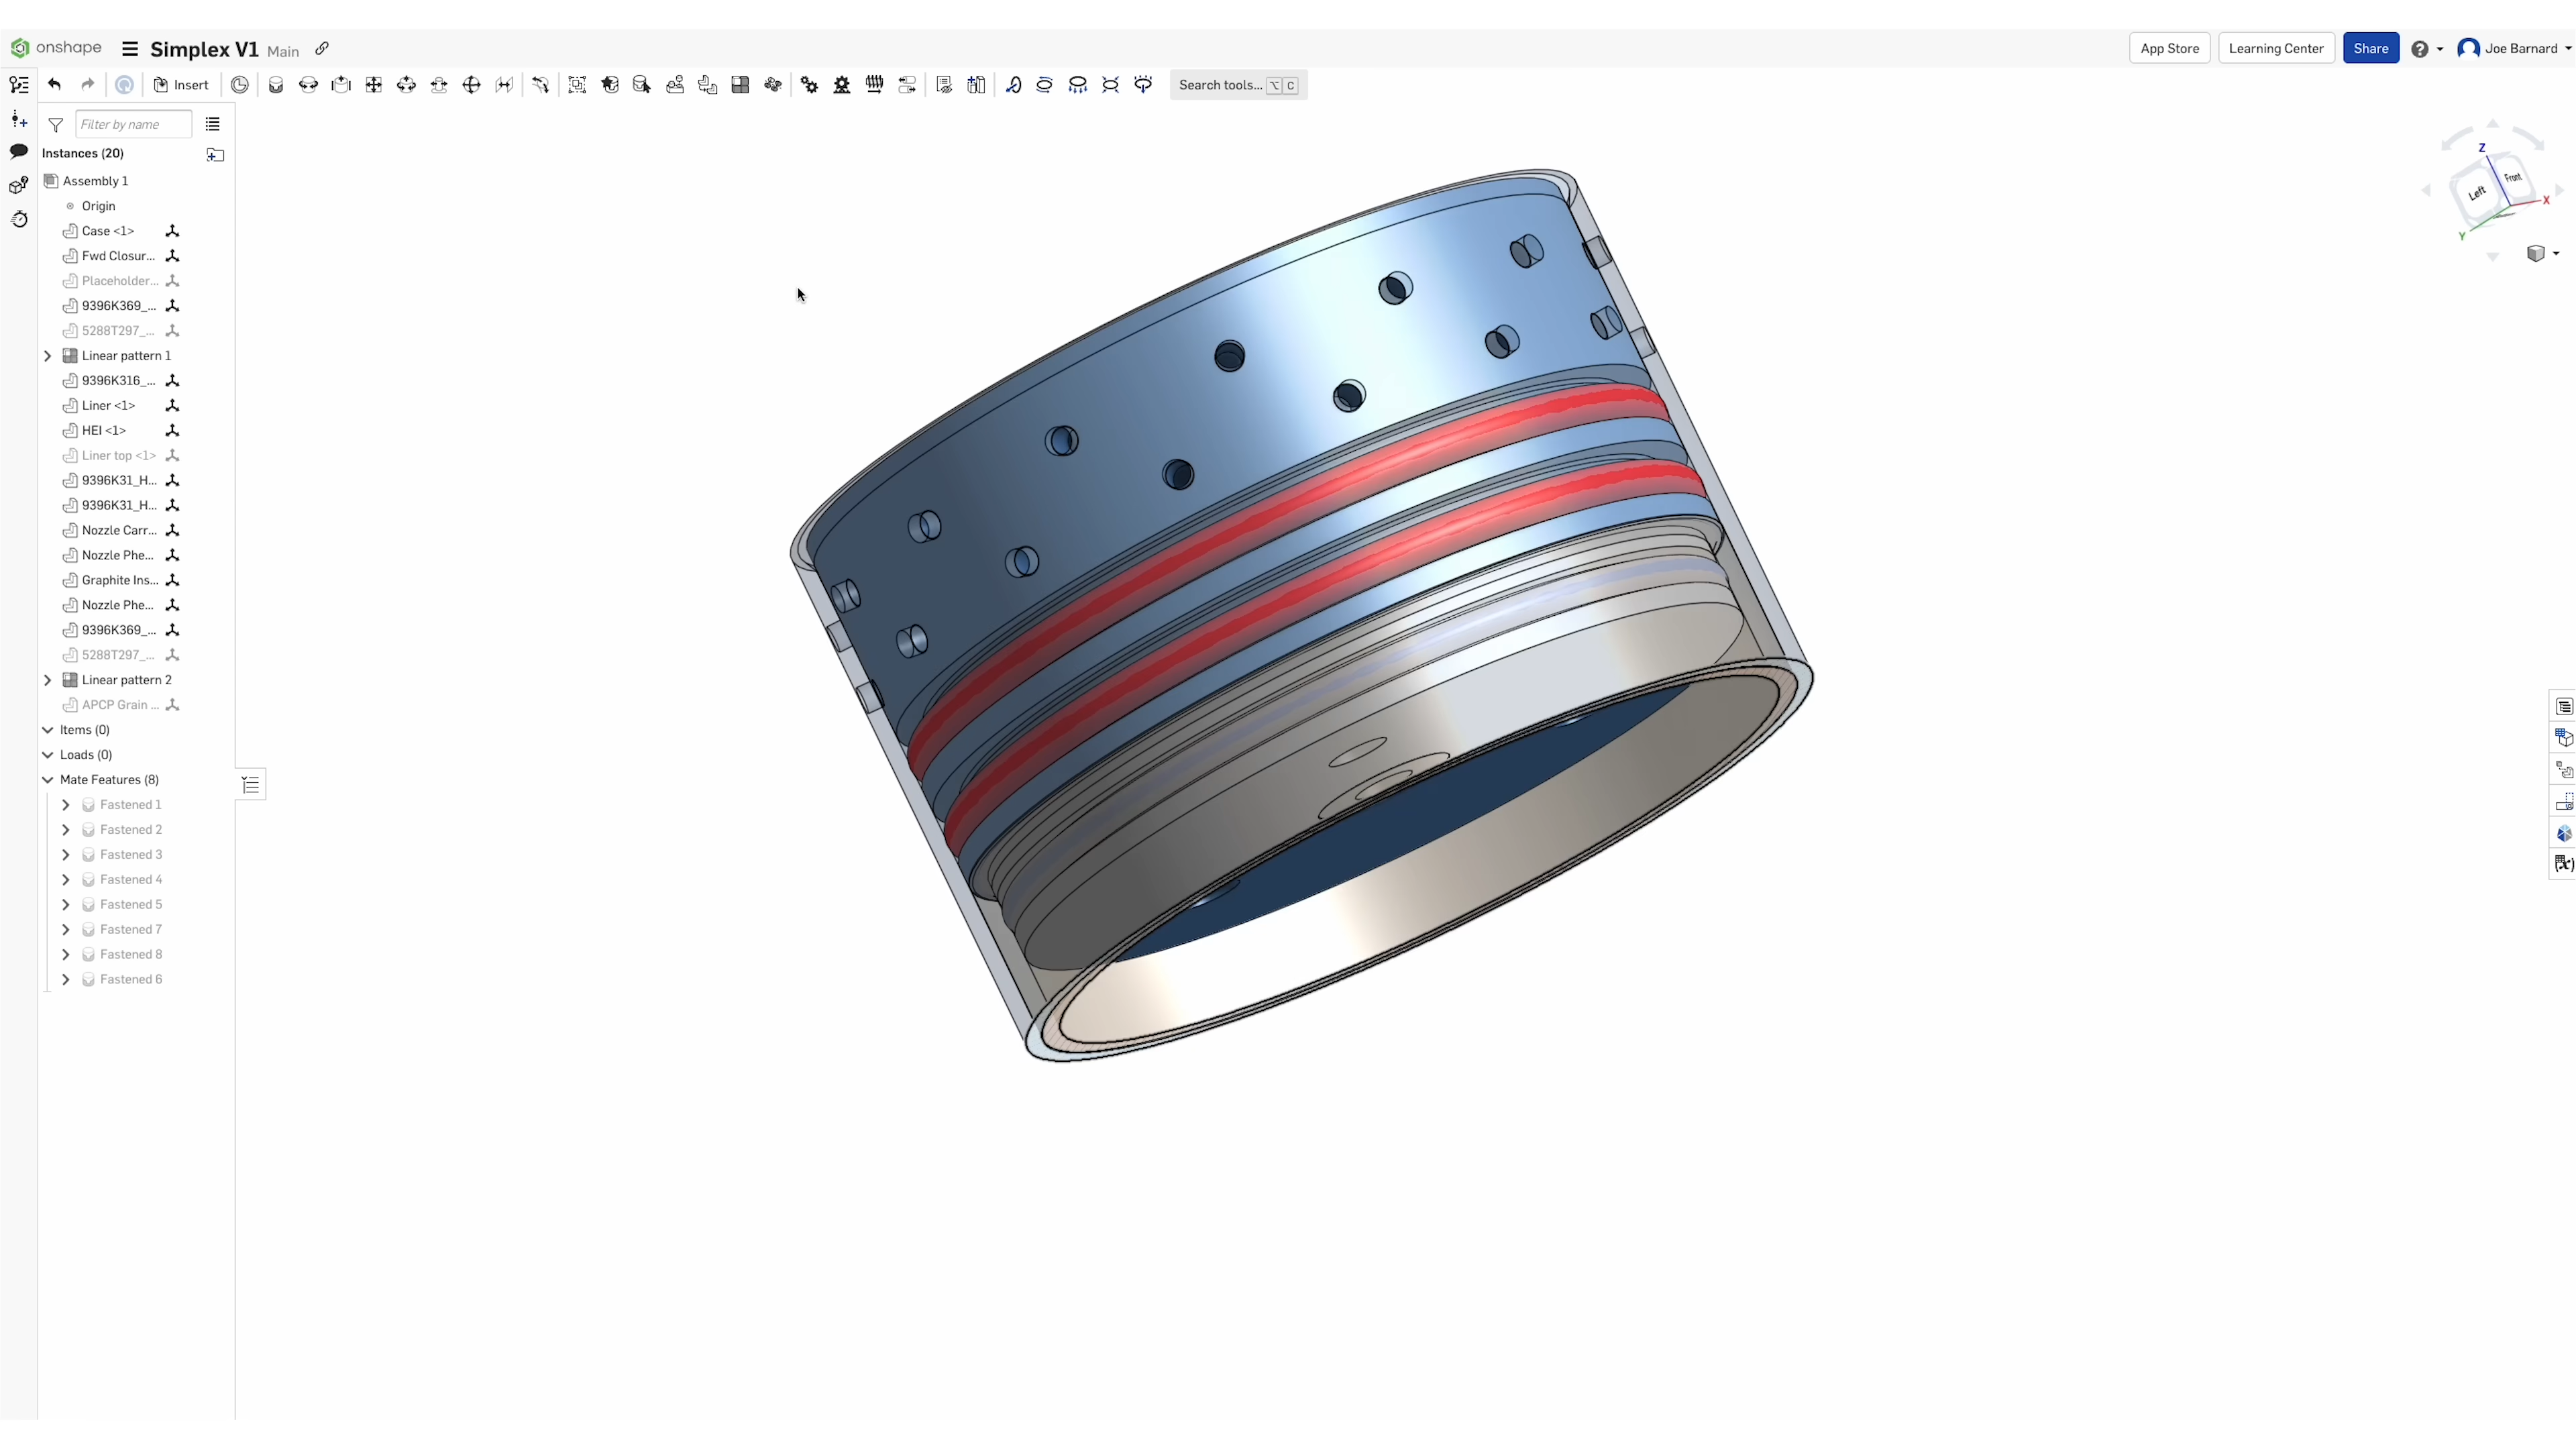 onshape Simplex V1 Main App Store Learning Center Share Joe Barnard
Insert Search tools... ⌥ C
Filter by name
Instances (20)
Assembly 1
Origin
Case <1>
Fwd Closur...
Placeholder...
9396K369_...
5288T297_...
Linear pattern 1
9396K316_...
Liner <1>
HEI <1>
Liner top <1>
9396K31_H...
9396K31_H...
Nozzle Carr...
Nozzle Phe...
Graphite Ins...
Nozzle Phe...
9396K369_...
5288T297_...
Linear pattern 2
APCP Grain ...
Items (0)
Loads (0)
Mate Features (8)
Fastened 1
Fastened 2
Fastened 3
Fastened 4
Fastened 5
Fastened 7
Fastened 8
Fastened 6
Z
Left Front
X
Y